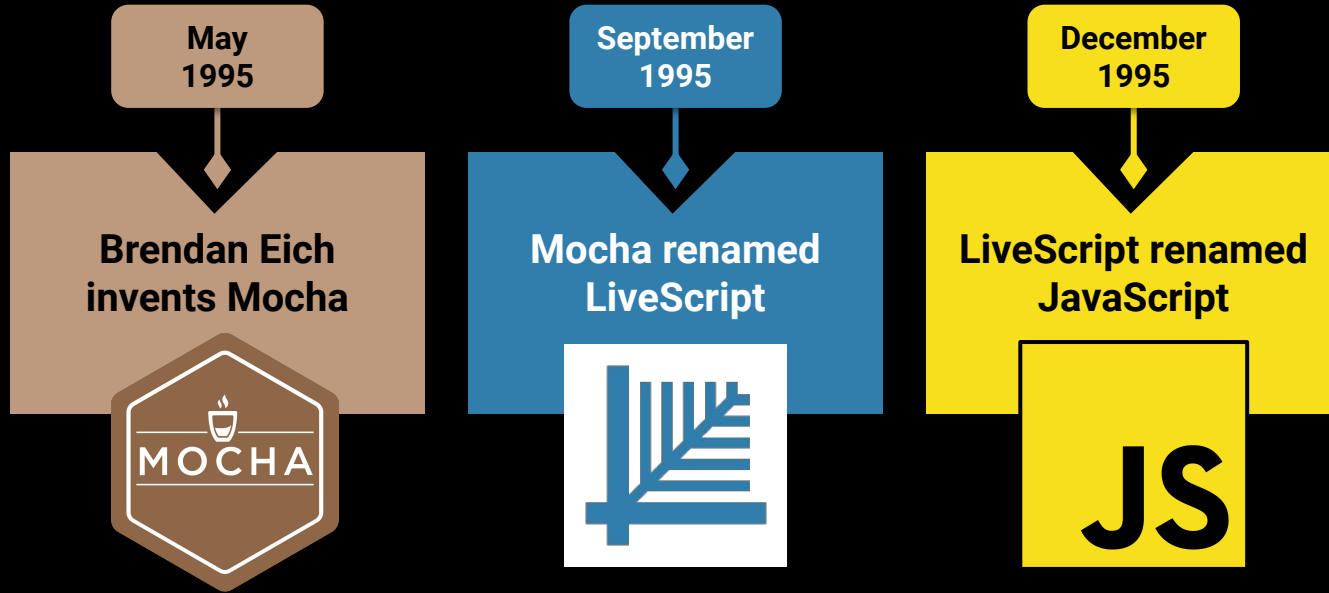 May
1995
Brendan Eich
invents Mocha
MOCHA
September
1995
Mocha renamed
LiveScript
December
1995
LiveScript renamed
JavaScript
JS